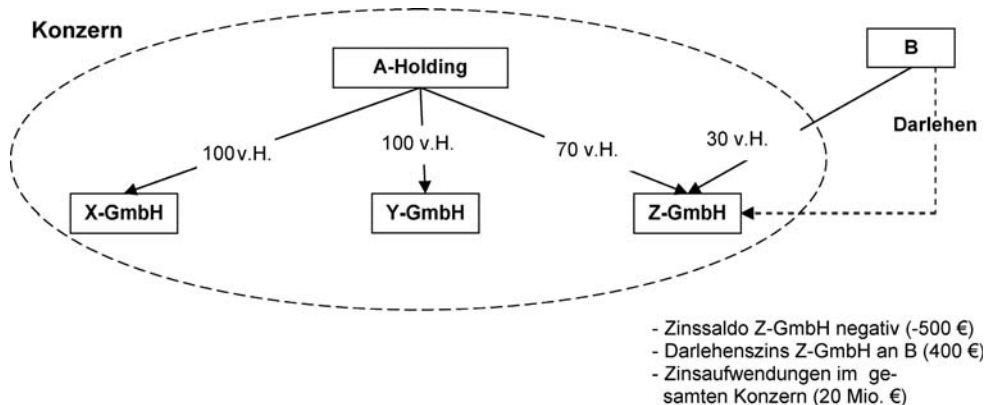 Konzern
A-Holding
B
Darlehen
100 v.H.
100 v.H.
70 v.H.
30 v.H.
X-GmbH
Y-GmbH
Z-GmbH
- Zinssaldo Z-GmbH negativ (-500 €)
- Darlehenszins Z-GmbH an B (400 €)
- Zinsaufwendungen im ge-
samten Konzern (20 Mio. €)